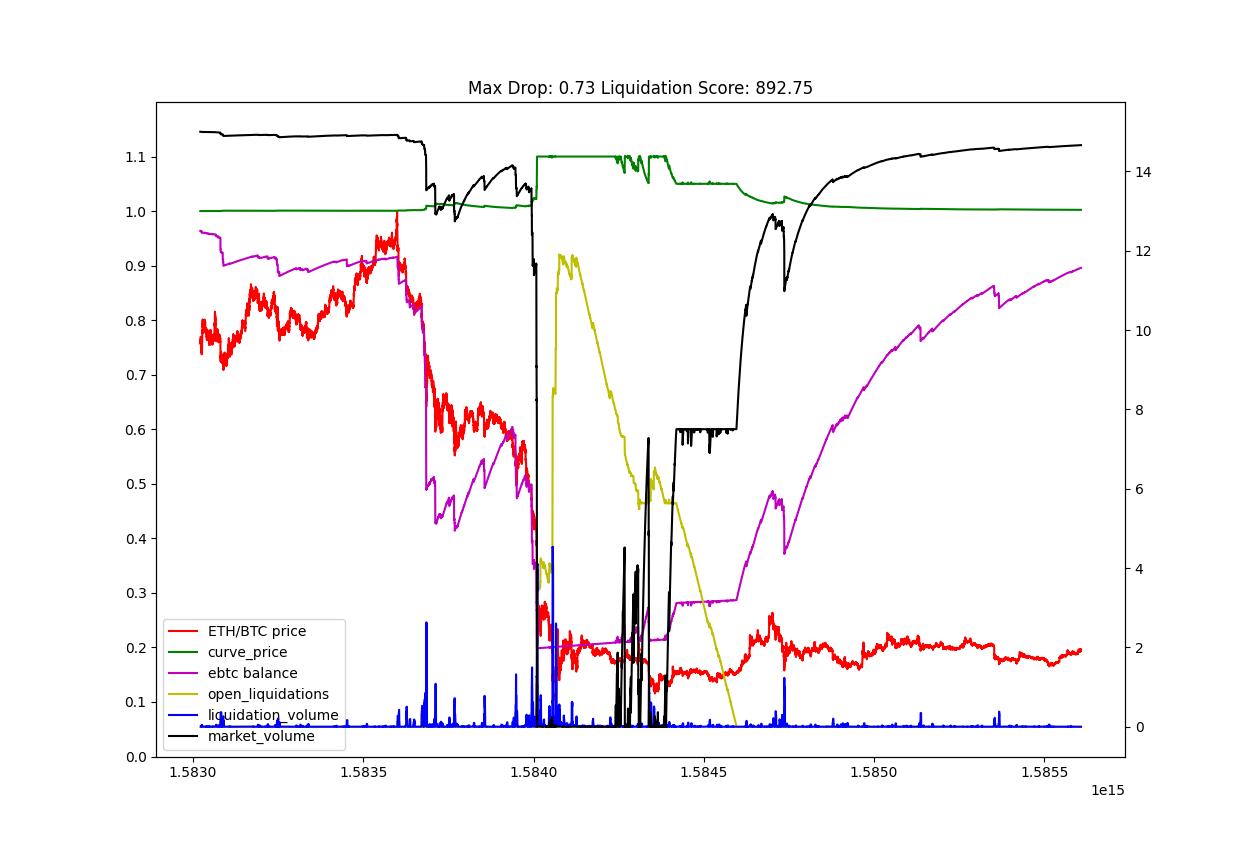 Max Drop: 0.73 Liquidation Score: 892.75
1.1
1.0
0.9
0.8
0.7
0.6
0.5
0.4
0.3
0.2
0.1
0.0
14
12
10
8
6
4
2
0
ETH/BTC price
curve_price
ebtc balance
open_liquidations
liquidation_volume
market_volume
1.5830 1.5835 1.5840 1.5845 1.5850 1.5855
1e15